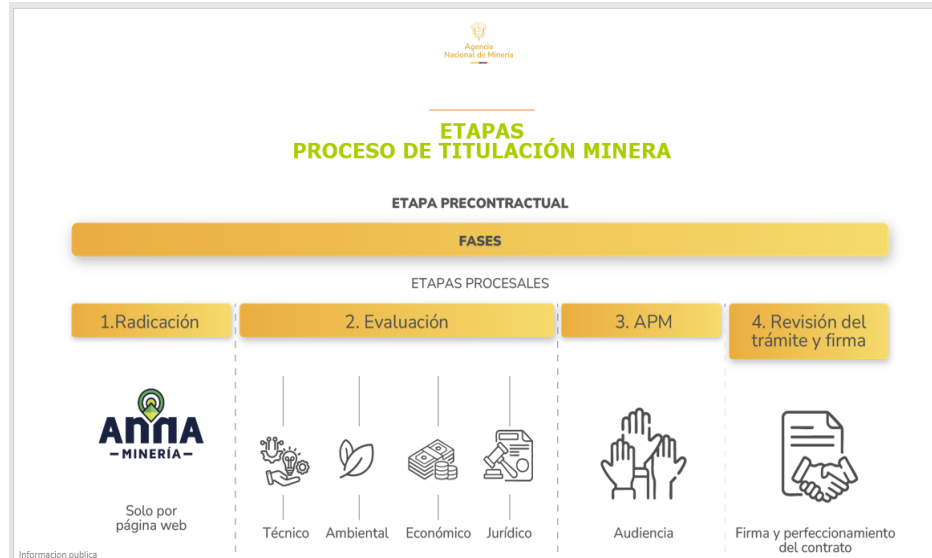 Agencia
Nacional de Minería
ETAPAS
PROCESO DE TITULACIÓN MINERA
ETAPA PRECONTRACTUAL
FASES
ETAPAS PROCESALES
1.Radicación
2. Evaluación
3. APM
4. Revisión del
trámite y firma
ANNA
–MINERÍA–
Solo por
página web
Técnico
Ambiental
Económico
Jurídico
Audiencia
Firma y perfeccionamiento
del contrato
Informacion publica